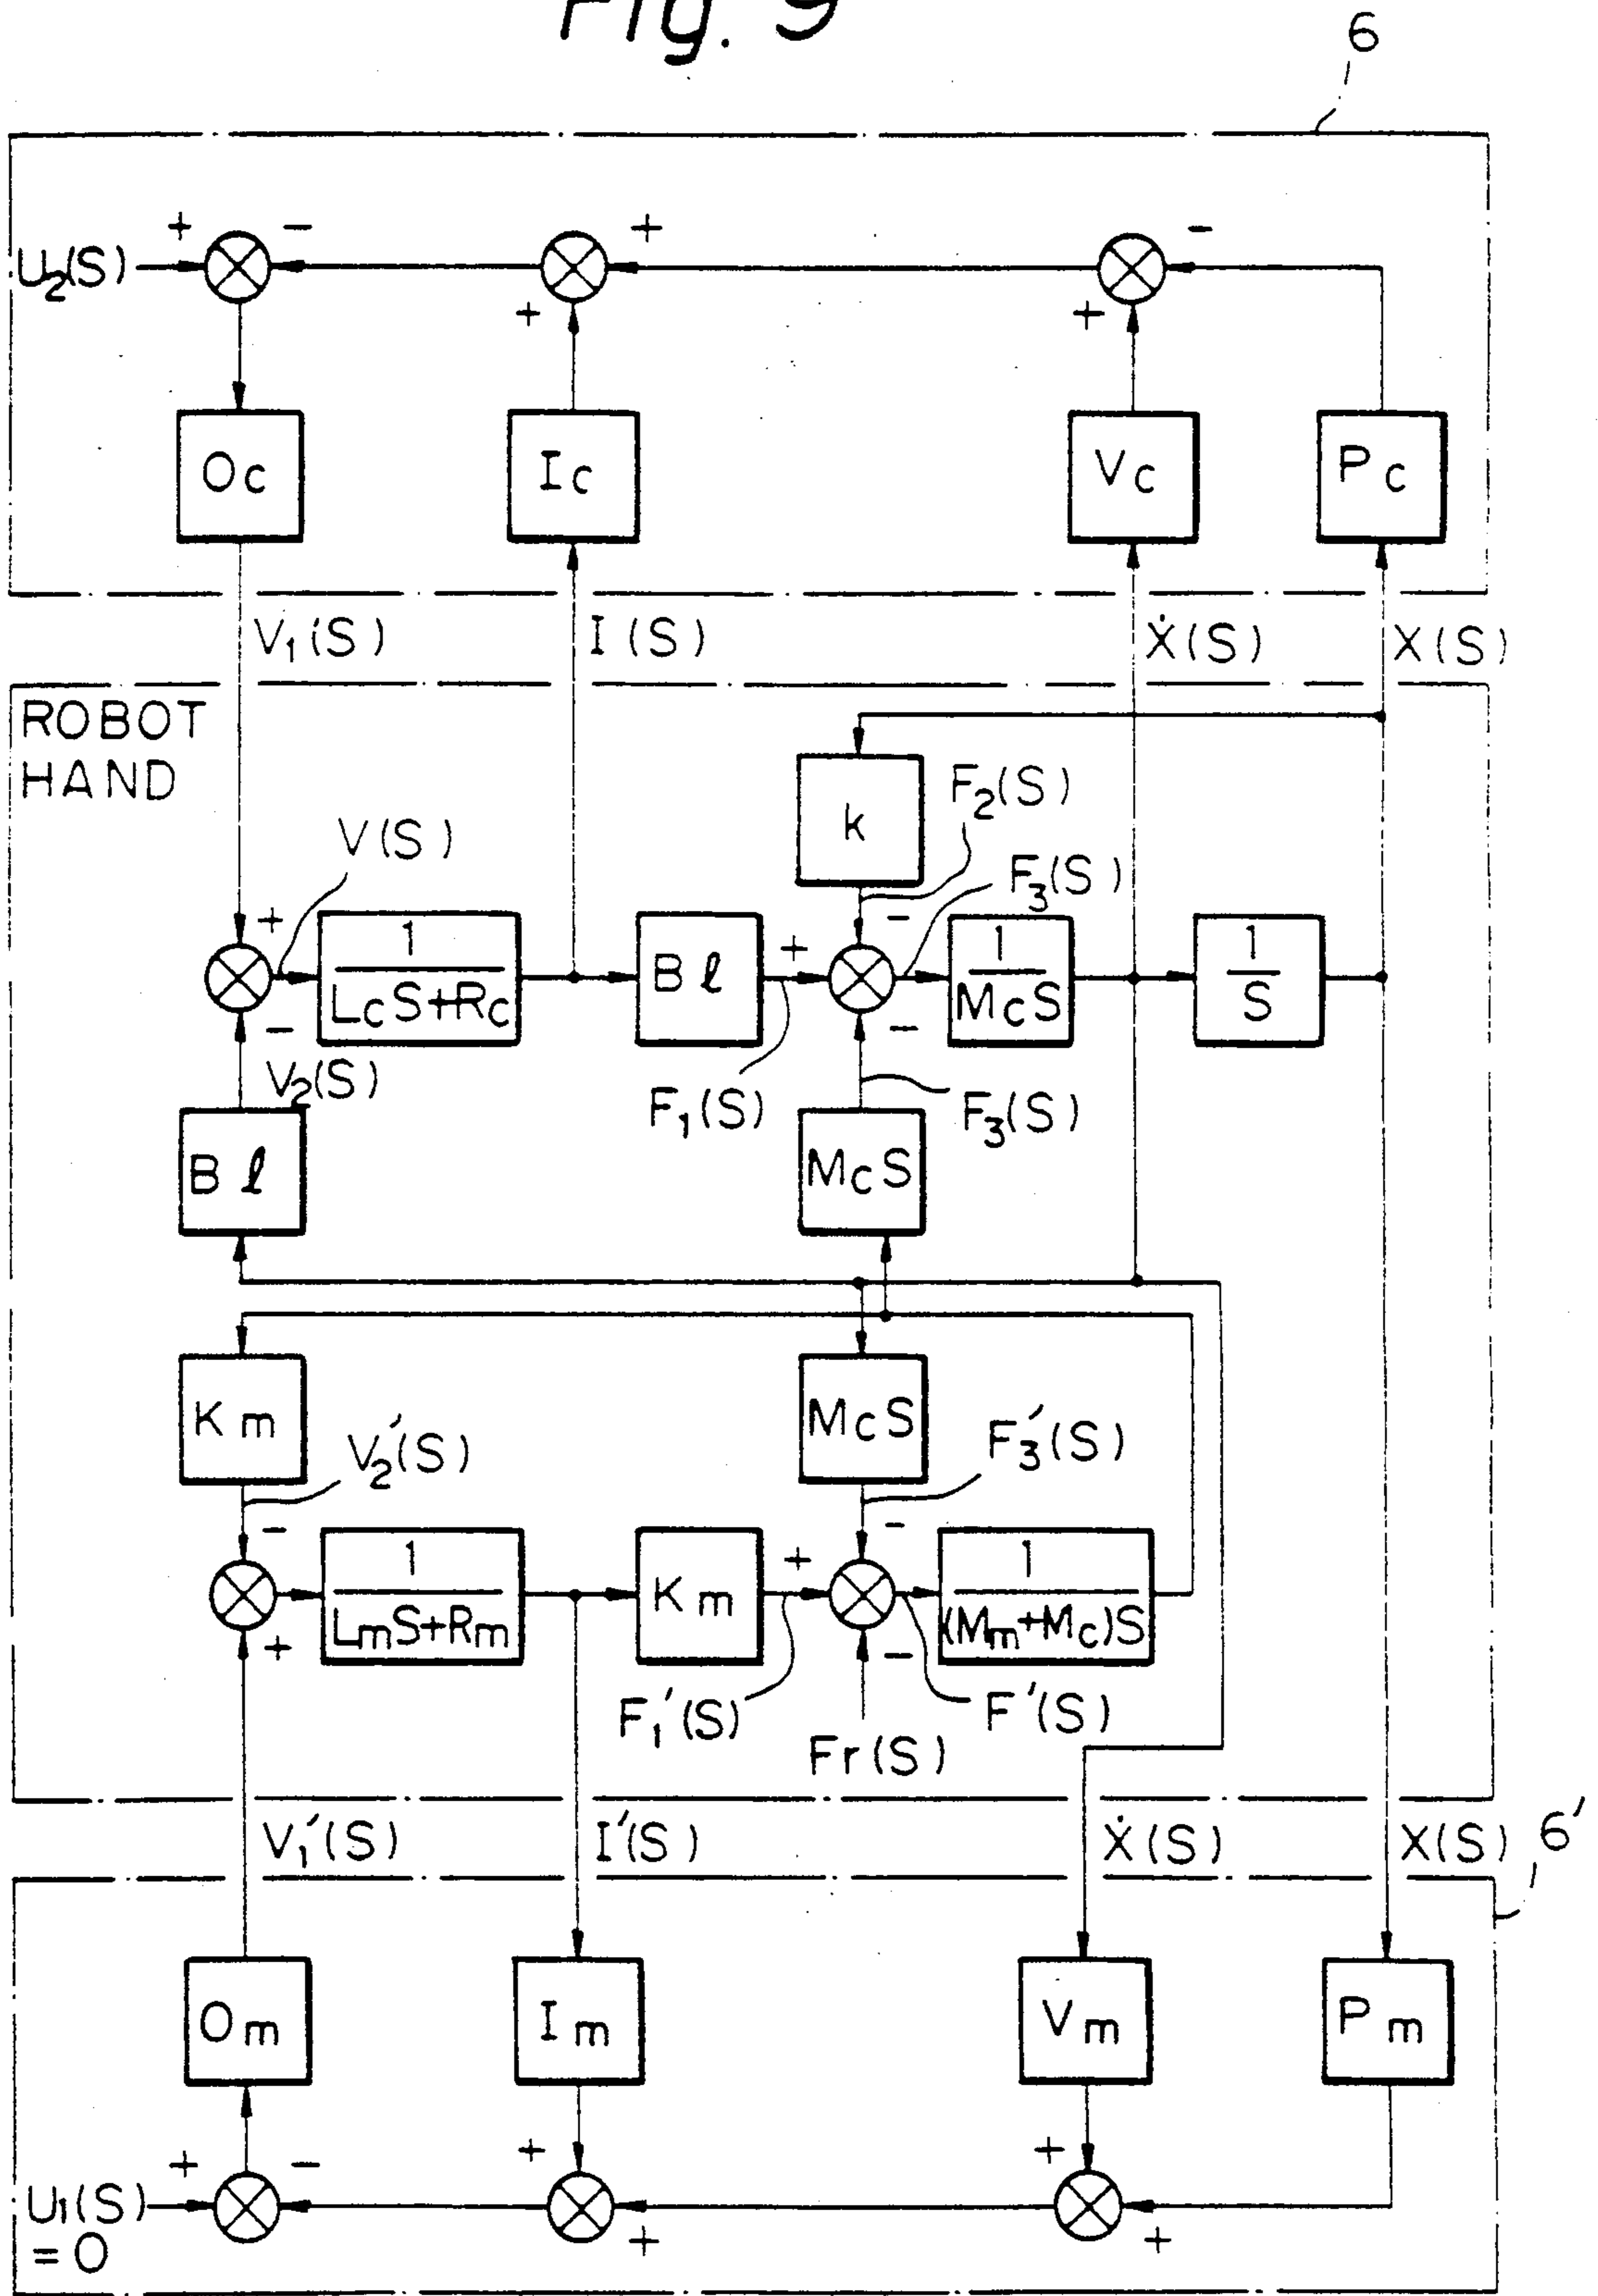 Fig. 9
6
+
−
+
−
U₂(S)
+
+
Oc
Ic
Vc
Pc
V₁(S)
I(S)
Ẋ(S)
X(S)
ROBOT
HAND
k
F₂(S)
V(S)
F₃(S)
+
−
+
1
LcS+Rc
Bℓ
1
McS
1
S
−
−
V₂(S)
F₁(S)
F₃(S)
Bℓ
McS
Km
McS
V₂′(S)
F₃′(S)
−
−
+
1
LmS+Rm
Km
1
(Mm+Mc)S
+
−
F₁′(S)
F′(S)
Fr(S)
V₁′(S)
I′(S)
Ẋ(S)
X(S)
6′
Om
Im
Vm
Pm
+
−
+
+
U₁(S)
=0
+
+